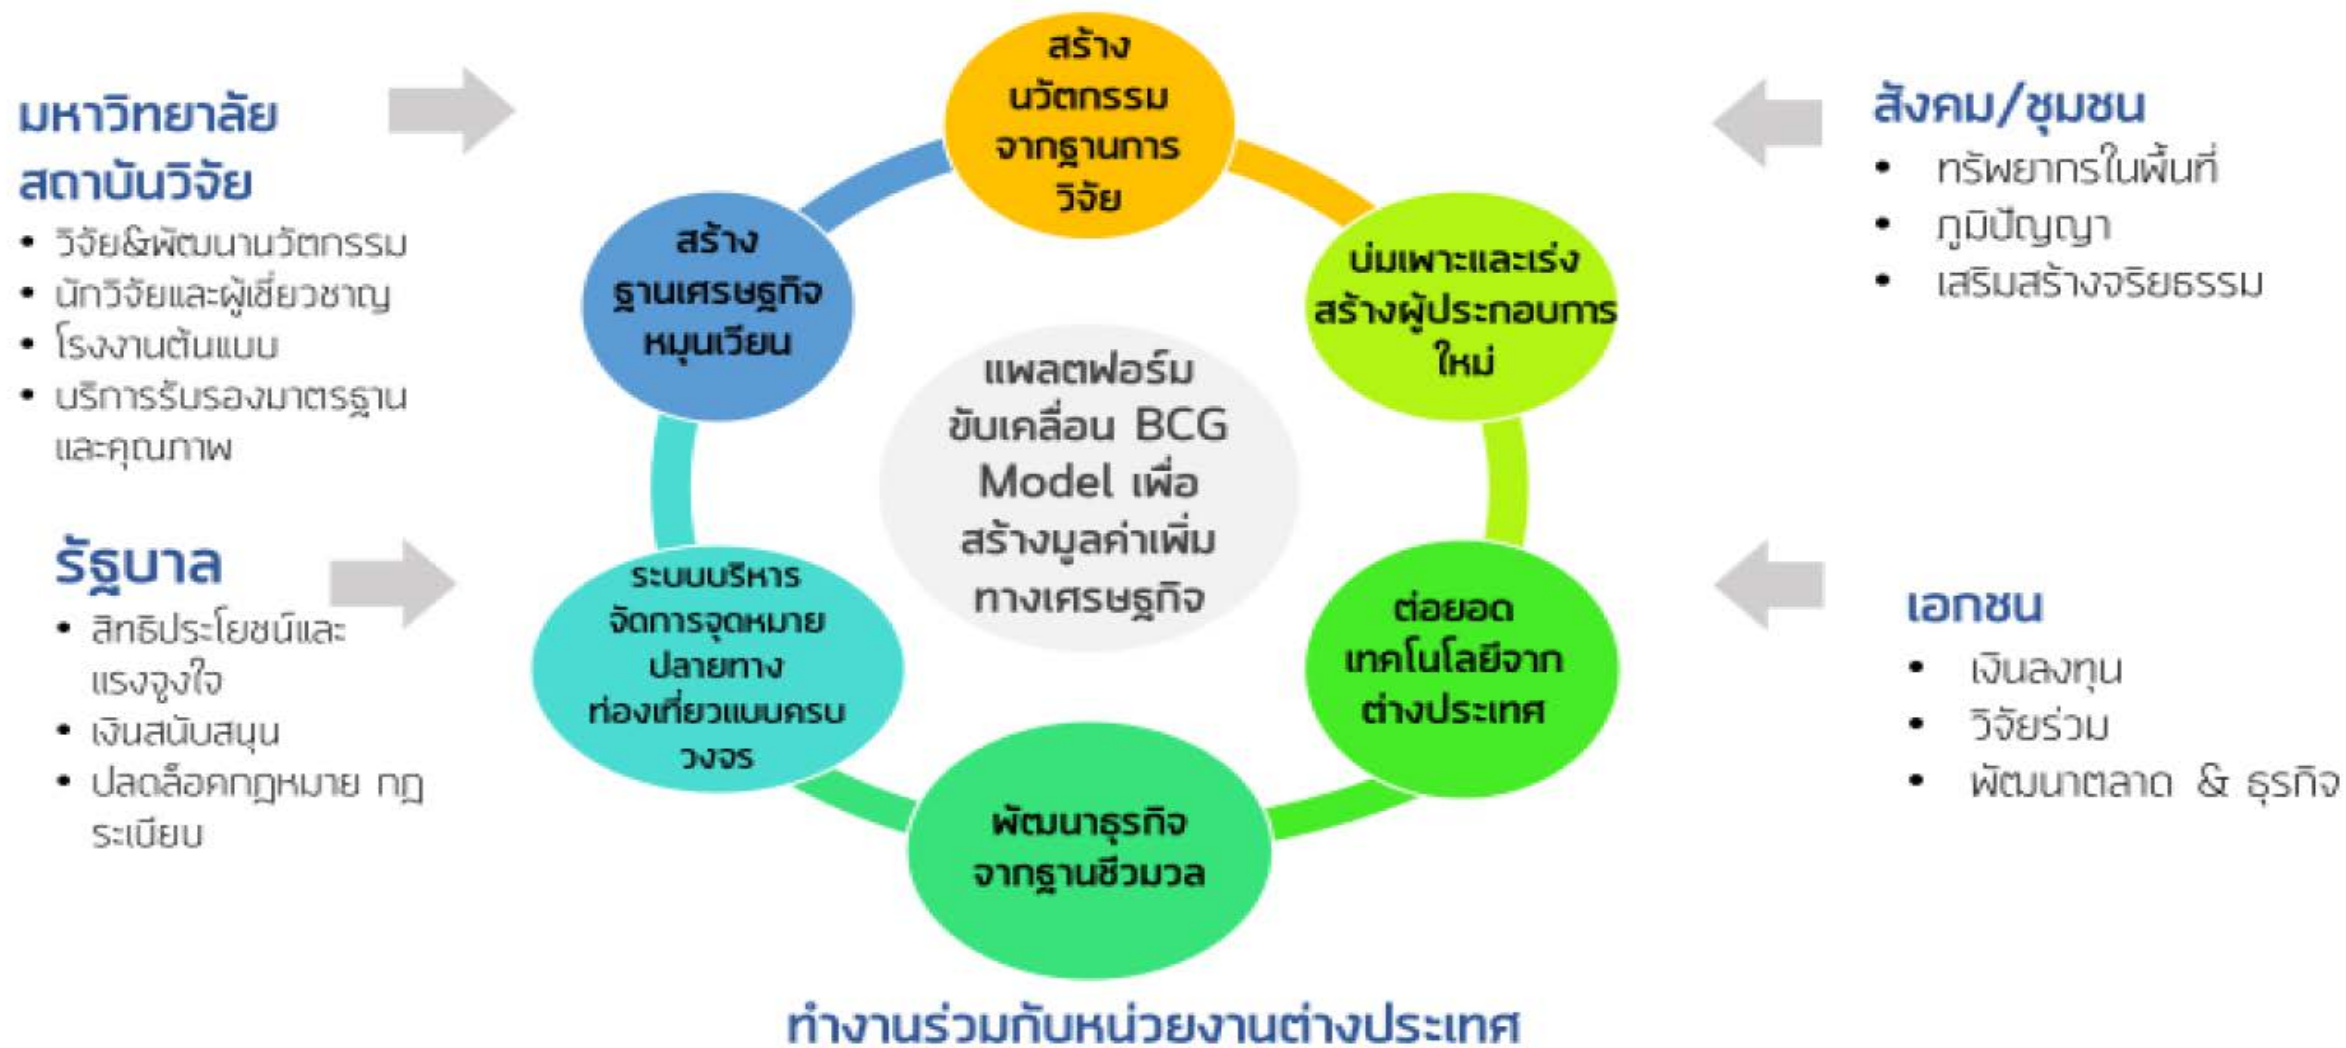 มหาวิทยาลัย
สถาบันวิจัย
• วิจัย&พัฒนานวัตกรรม
• นักวิจัยและผู้เชี่ยวชาญ
• โรงงานต้นแบบ
• บริการรับรองมาตรฐาน
และคุณภาพ
รัฐบาล
• สิทธิประโยชน์และ
แรงจูงใจ
• เงินสนับสนุน
• ปลดล็อคกฎหมาย กฎ
ระเบียบ
สร้าง
นวัตกรรม
จากฐานการ
วิจัย
บ่มเพาะและเร่ง
สร้างผู้ประกอบการ
ใหม่
ต่อยอด
เทคโนโลยีจาก
ต่างประเทศ
พัฒนาธุรกิจ
จากฐานชีวมวล
ระบบบริหาร
จัดการจุดหมาย
ปลายทาง
ท่องเที่ยวแบบครบ
วงจร
สร้าง
ฐานเศรษฐกิจ
หมุนเวียน
แพลตฟอร์ม
ขับเคลื่อน BCG
Model เพื่อ
สร้างมูลค่าเพิ่ม
ทางเศรษฐกิจ
สังคม/ชุมชน
• ทรัพยากรในพื้นที่
• ภูมิปัญญา
• เสริมสร้างจริยธรรม
เอกชน
• เงินลงทุน
• วิจัยร่วม
• พัฒนาตลาด & ธุรกิจ
ทำงานร่วมกับหน่วยงานต่างประเทศ